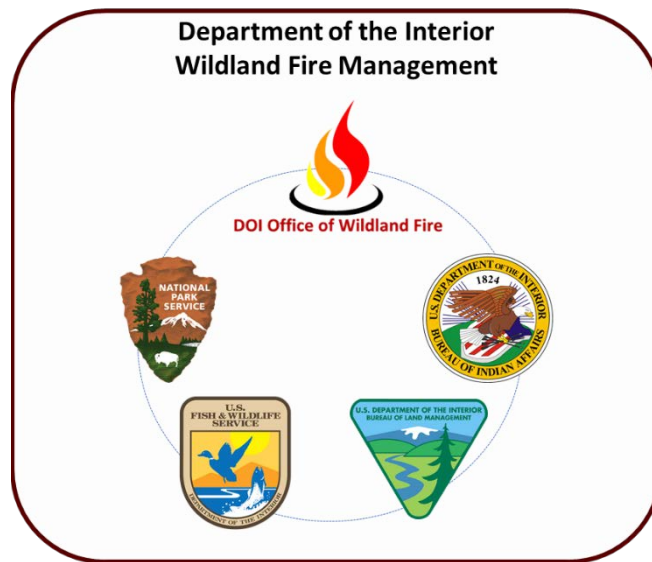 Department of the Interior
Wildland Fire Management
DOI Office of Wildland Fire
NATIONAL
PARK
SERVICE
U.S. DEPARTMENT OF THE INTERIOR
1824
BUREAU OF INDIAN AFFAIRS
U.S.
FISH & WILDLIFE
SERVICE
DEPARTMENT OF THE INTERIOR
U.S. DEPARTMENT OF THE INTERIOR
BUREAU OF LAND MANAGEMENT